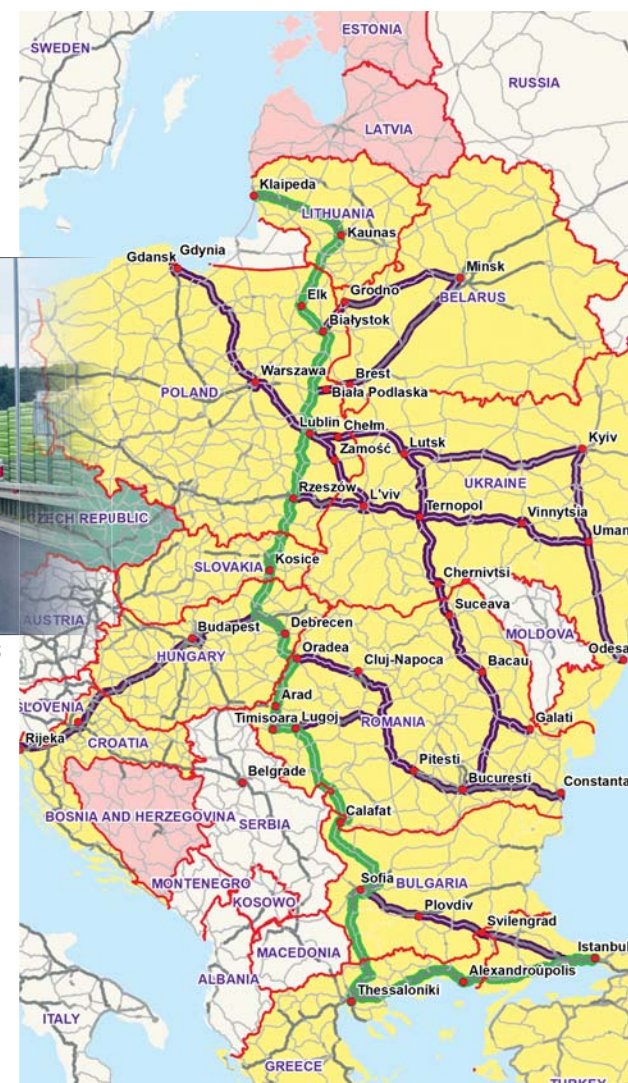 SWEDEN
ESTONIA
RUSSIA
LATVIA
Klaipeda
LITHUANIA
Kaunas
Gdansk
Gdynia
Minsk
Elk
Grodno
BELARUS
Białystok
Warszawa
Brest
POLAND
Biała Podlaska
Lublin
Chełm
Lutsk
Kyiv
Zamość
UKRAINE
Rzeszów
L'viv
Ternopol
Vinnytsia
ZECH REPUBLIC
Uman
Kosice
SLOVAKIA
Chernivtsi
AUSTRIA
Suceava
MOLDOVA
Budapest
Debrecen
HUNGARY
Oradea
Odesa
Cluj-Napoca
Bacau
SLOVENIA
Arad
Timisoara
Lugoj
ROMANIA
Galati
Rijeka
CROATIA
Belgrade
Pitesti
Bucuresti
Constanta
BOSNIA AND HERZEGOVINA
SERBIA
Calafat
MONTENEGRO
Sofia
BULGARIA
KOSOWO
Plovdiv
Svilengrad
MACEDONIA
Istanbul
ALBANIA
Alexandroúpolis
Thessaloniki
ITALY
GREECE
TURKEY